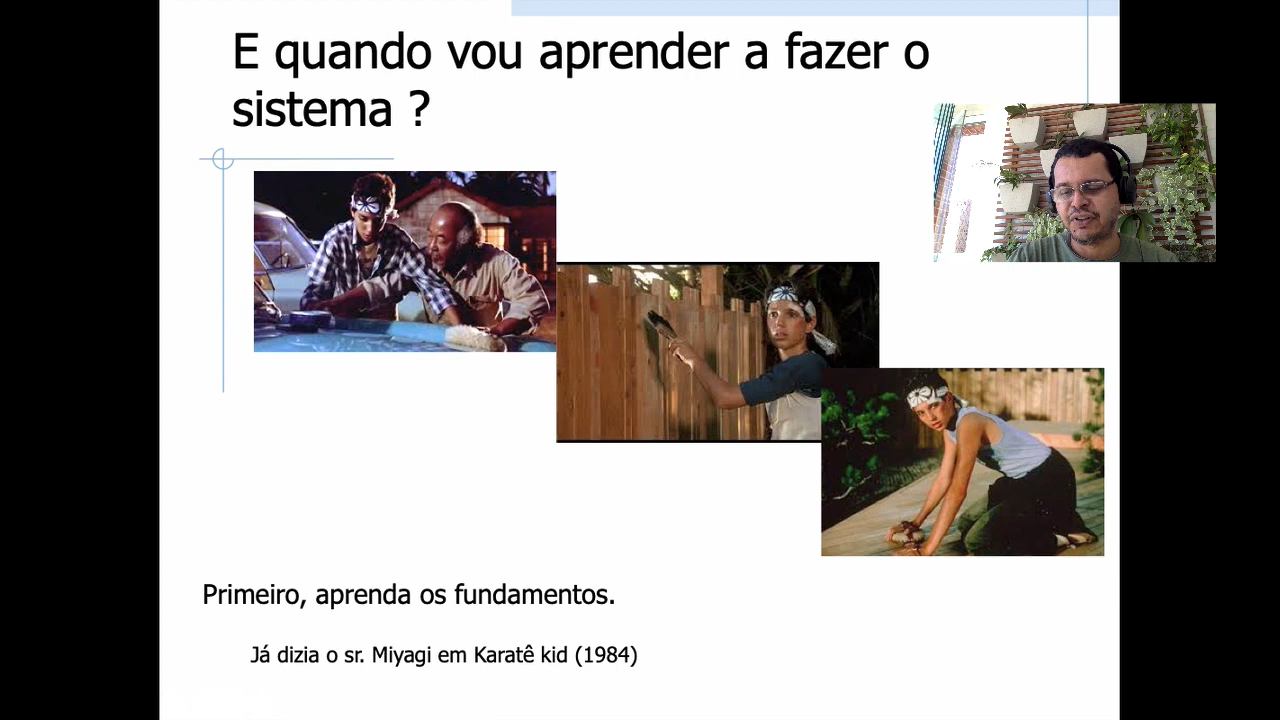 E quando vou aprender a fazer o
sistema ?
Primeiro, aprenda os fundamentos.
Já dizia o sr. Miyagi em Karatê kid (1984)